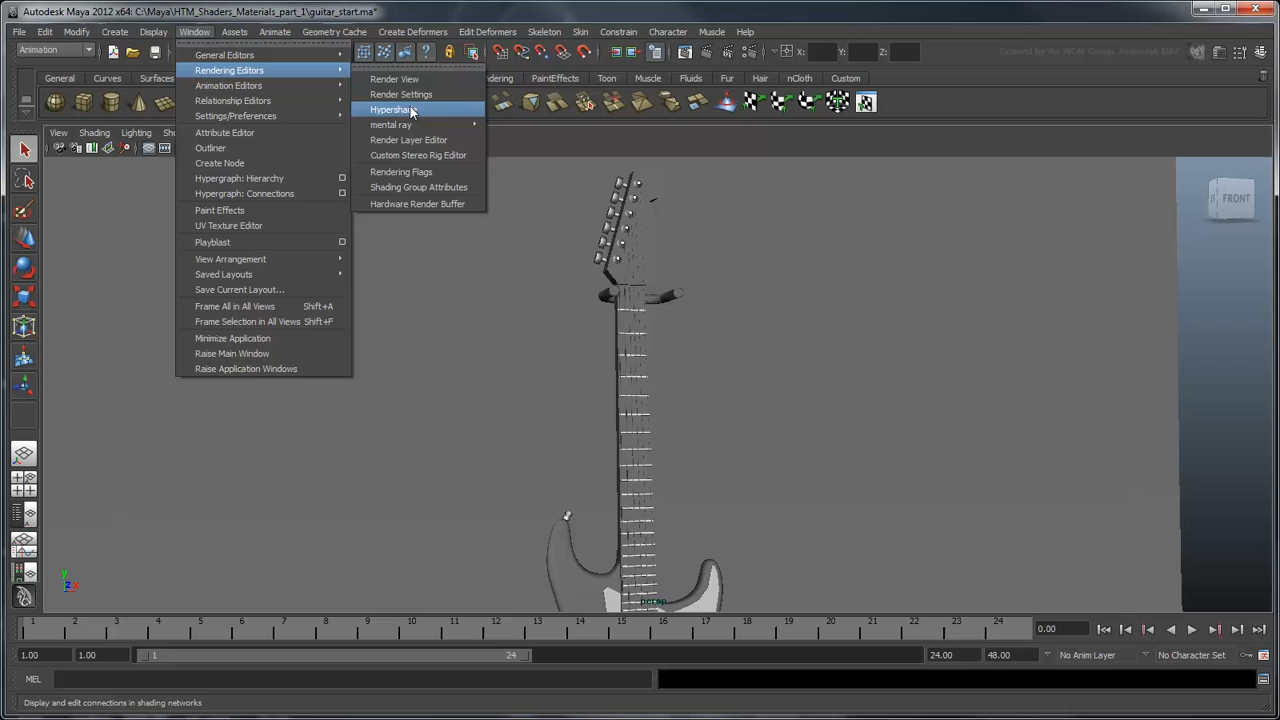 Autodesk Maya 2012 x64: C:\Maya\HTM_Shaders_Materials_part_1\guitar_start.ma*
File Edit Modify Create Display Window Assets Animate Geometry Cache Create Deformers Edit Deformers Skeleton Skin Constrain Character Muscle Help
Animation X: Y: Z:
Created by the WDM Group, www.wdmgroup
General Curves Surfaces PaintEffects Toon Muscle Fluids Fur Hair nCloth Custom
View Shading Lighting
General Editors
Rendering Editors
Animation Editors
Relationship Editors
Settings/Preferences
Attribute Editor
Outliner
Create Node
Hypergraph: Hierarchy
Hypergraph: Connections
Paint Effects
UV Texture Editor
Playblast
View Arrangement
Saved Layouts
Save Current Layout...
Frame All in All Views Shift+A
Frame Selection in All Views Shift+F
Minimize Application
Raise Main Window
Raise Application Windows
Render View
Render Settings
mental ray
Render Layer Editor
Custom Stereo Rig Editor
Rendering Flags
Shading Group Attributes
Hardware Render Buffer
FRONT
y
z x
persp
1 2 3 4 5 6 7 8 9 10 11 12 13 14 15 16 17 18 19 20 21 22 23 24 0.00
1.00 1.00 1 24 24.00 48.00 No Anim Layer No Character Set
MEL
Display and edit connections in shading networks